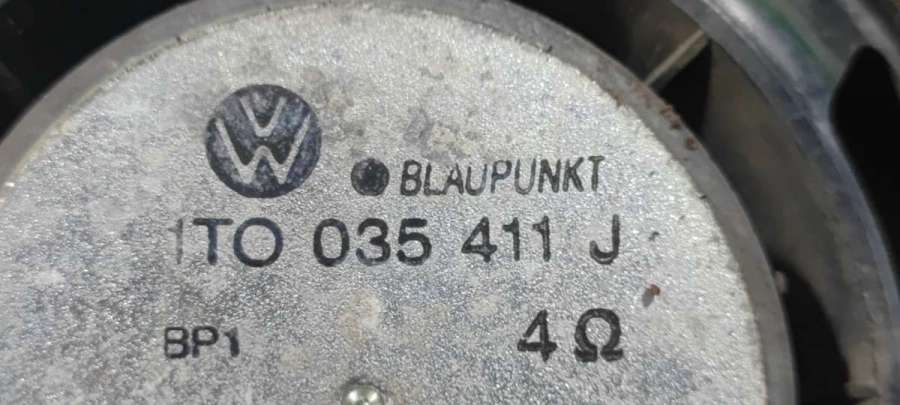 BLAUPUNKT
1TO 035 411 J
BP1 4Ω